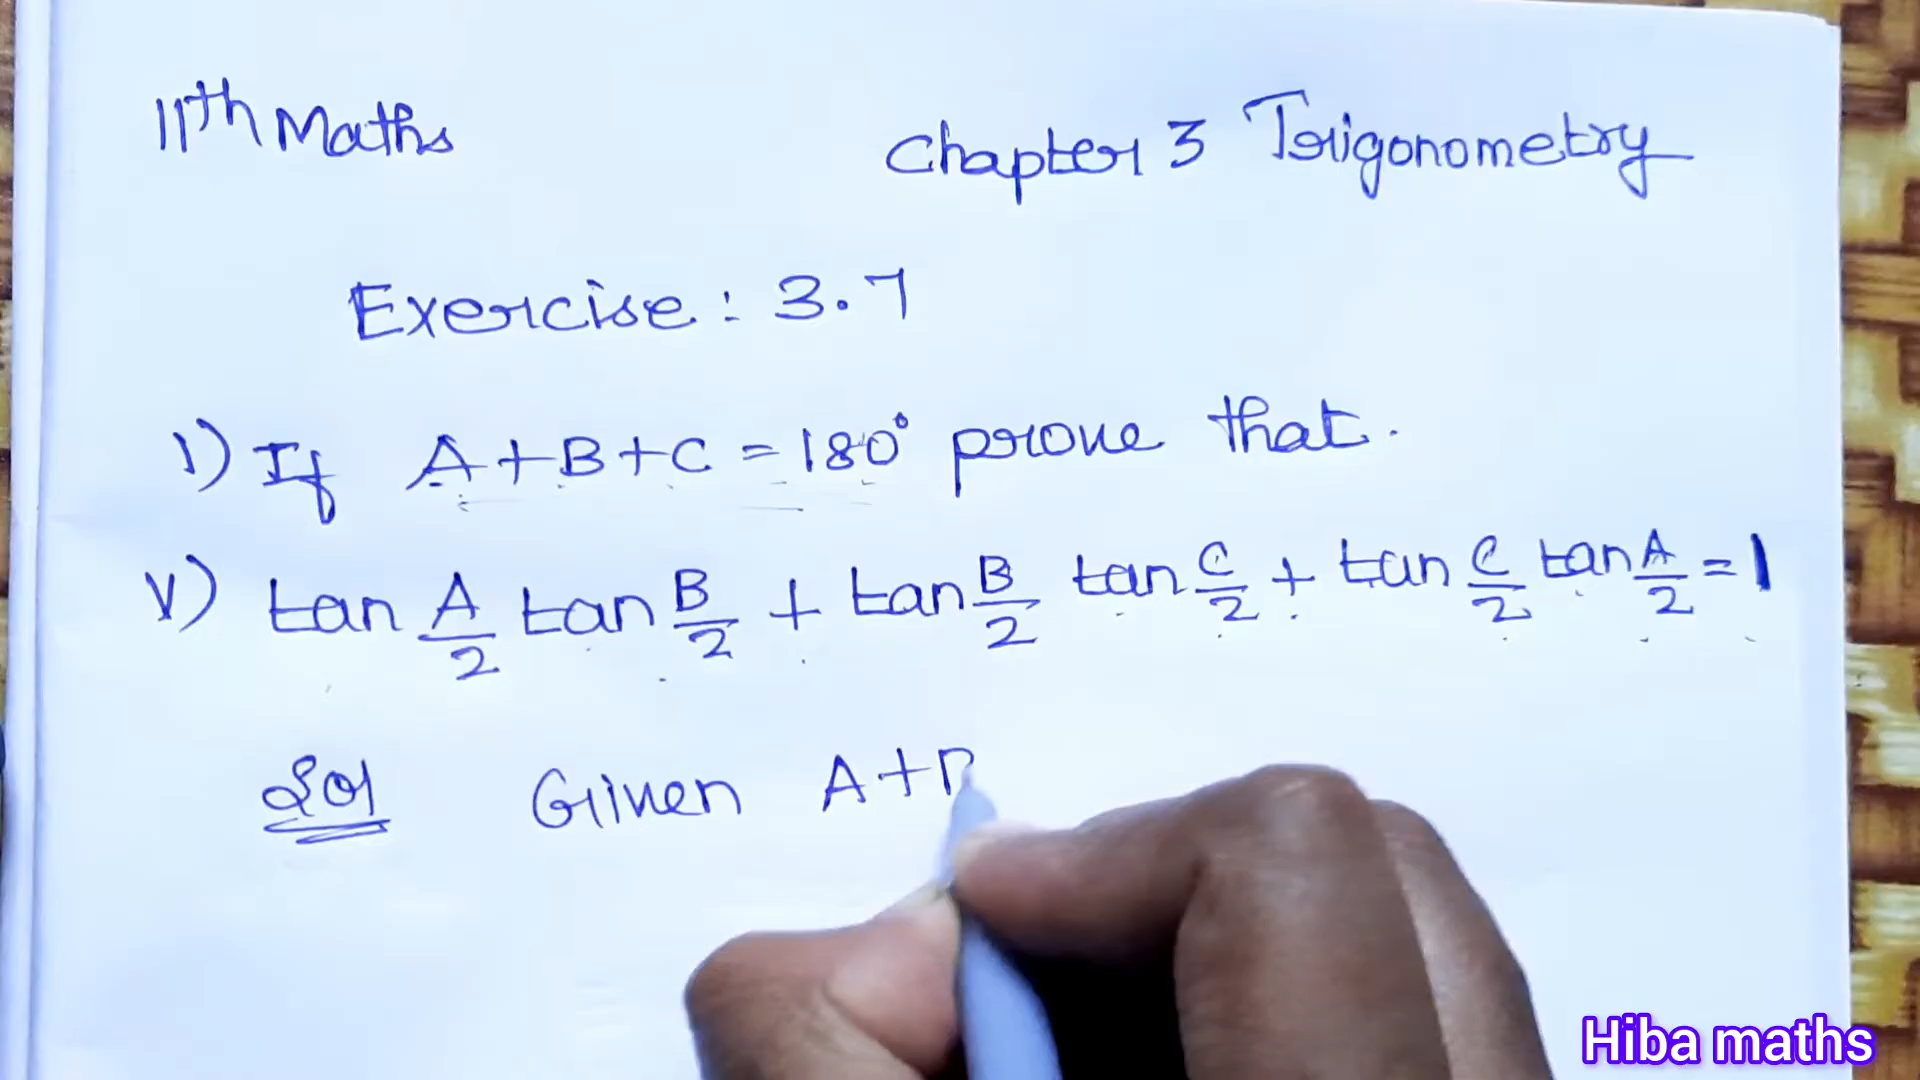 11th Maths Chapter 3 Trigonometry
Exercise : 3.7
1) If A+B+C = 180° prove that.
v) tan A/2 tan B/2 + tan B/2 tan C/2 + tan C/2 tan A/2 = 1
Sol Given A+B
Hiba maths